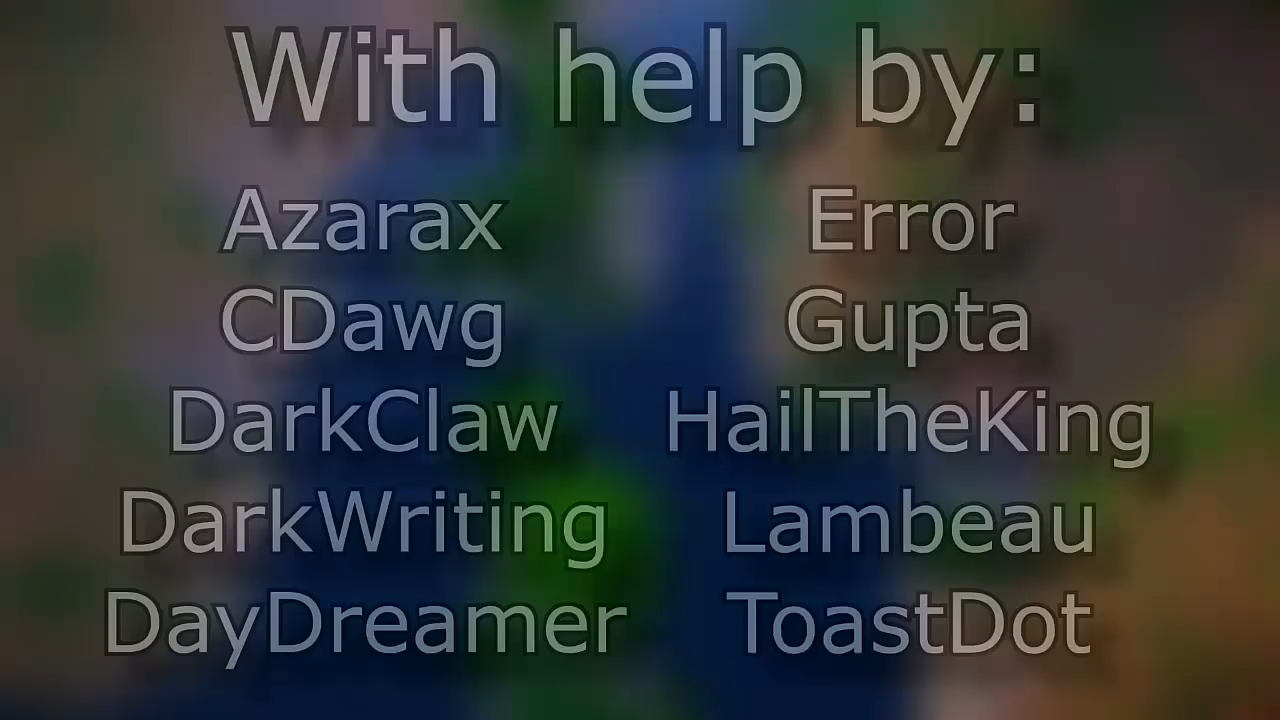 With help by:
Azarax
CDawg
DarkClaw
DarkWriting
DayDreamer
Error
Gupta
HailTheKing
Lambeau
ToastDot